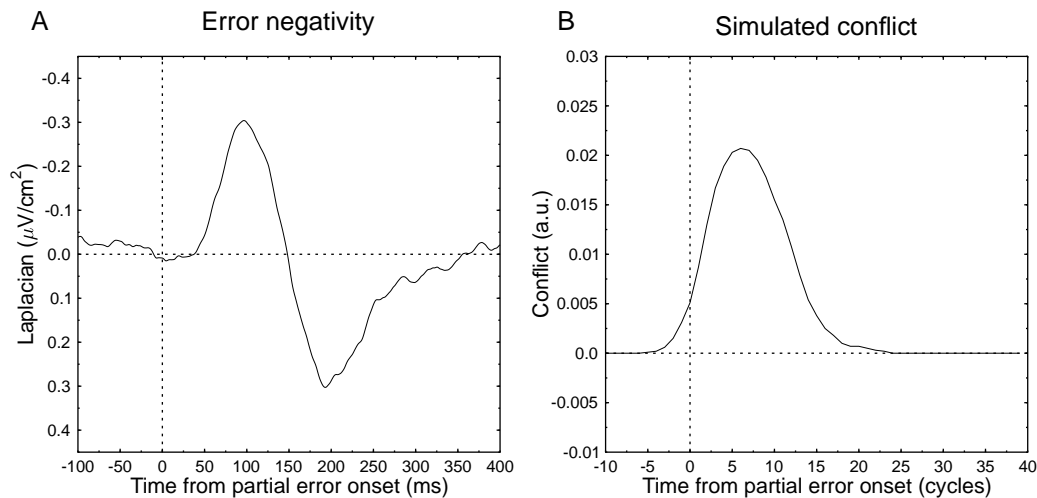 A
Error negativity
-0.4
-0.3
-0.2
-0.1
0.0
0.1
0.2
0.3
0.4
Laplacian (μV/cm²)
-100 -50 0 50 100 150 200 250 300 350 400
Time from partial error onset (ms)
B
Simulated conflict
0.03
0.025
0.02
0.015
0.01
0.005
0.0
-0.005
-0.01
Conflict (a.u.)
-10 -5 0 5 10 15 20 25 30 35 40
Time from partial error onset (cycles)